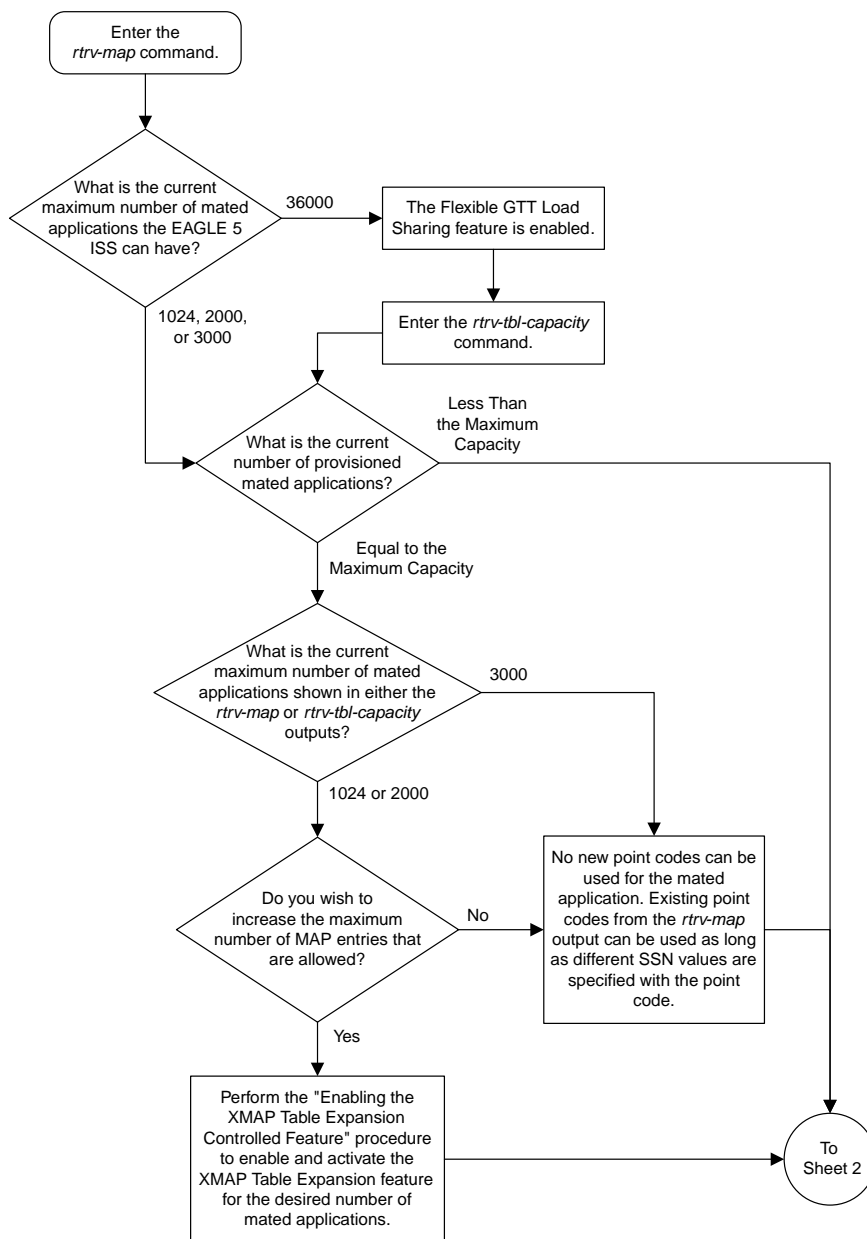 Enter the
rtrv-map command.
What is the current
maximum number of mated
applications the EAGLE 5
ISS can have?
36000
The Flexible GTT Load
Sharing feature is enabled.
1024, 2000,
or 3000
Enter the rtrv-tbl-capacity
command.
What is the current
number of provisioned
mated applications?
Less Than
the Maximum
Capacity
Equal to the
Maximum Capacity
What is the current
maximum number of mated
applications shown in either the
rtrv-map or rtrv-tbl-capacity
outputs?
3000
1024 or 2000
Do you wish to
increase the maximum
number of MAP entries that
are allowed?
No
No new point codes can be
used for the mated
application. Existing point
codes from the rtrv-map
output can be used as long
as different SSN values are
specified with the point
code.
Yes
Perform the "Enabling the
XMAP Table Expansion
Controlled Feature" procedure
to enable and activate the
XMAP Table Expansion feature
for the desired number of
mated applications.
To
Sheet 2